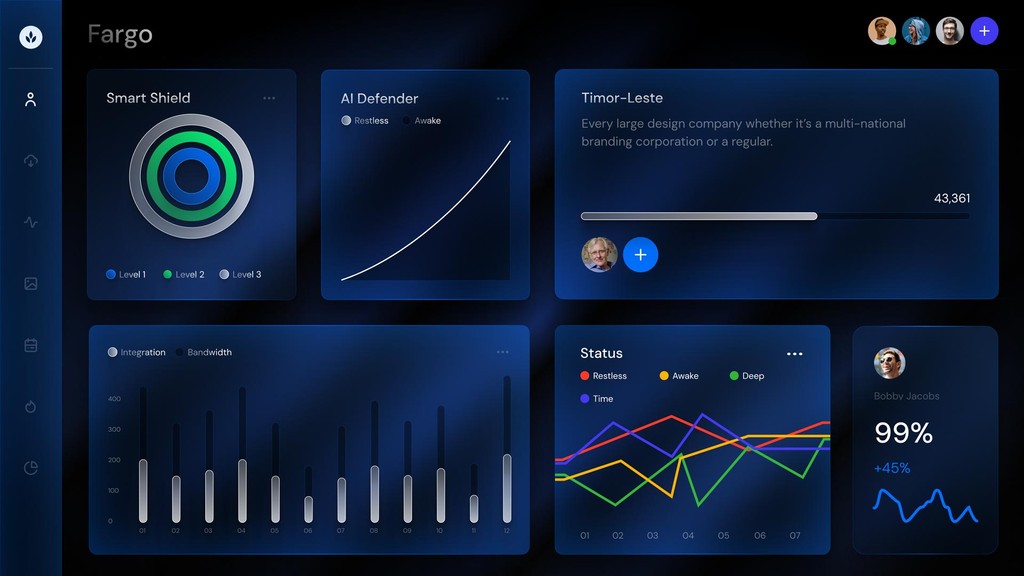 Fargo
Smart Shield
Level 1
Level 2
Level 3
AI Defender
Restless
Awake
Timor-Leste
Every large design company whether it's a multi-national
branding corporation or a regular.
43,361
Integration
Bandwidth
400
300
200
100
0
01
02
03
04
05
06
07
08
09
10
11
12
Status
Restless
Awake
Deep
Time
01
02
03
04
05
06
07
Bobby Jacobs
99%
+45%